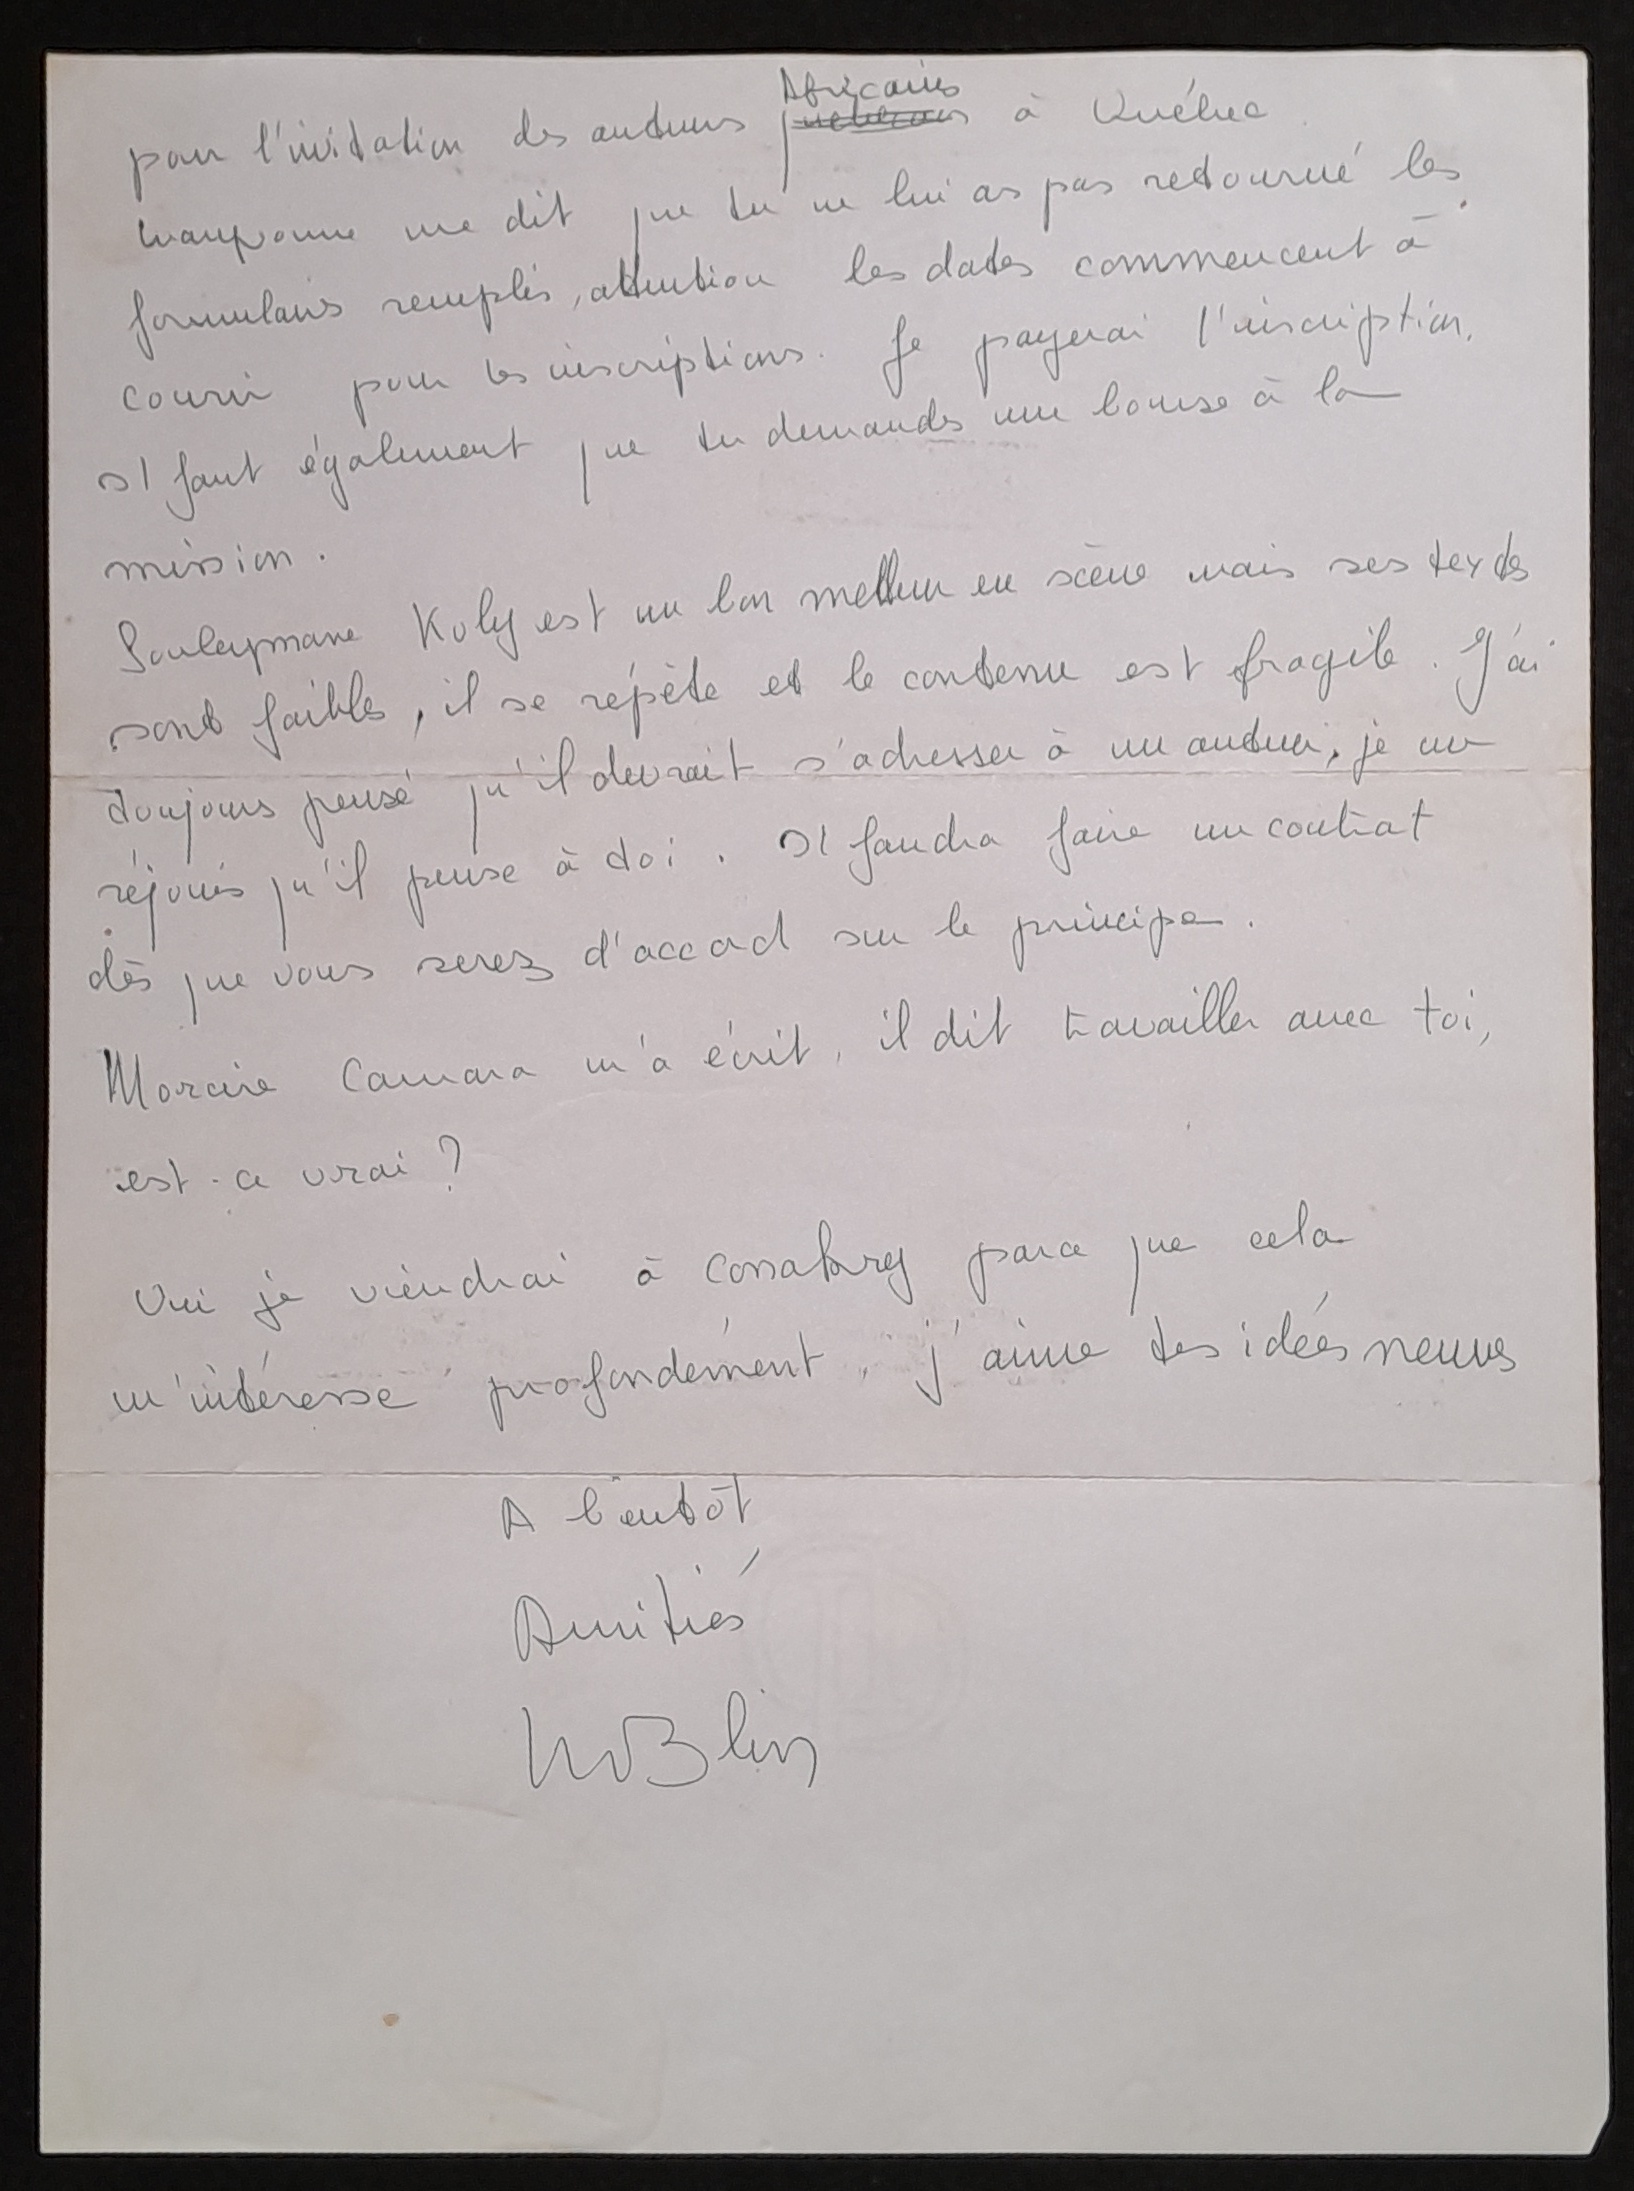 pour l'invitation des auteurs Africains à Québec.
me dit que tu ne lui as pas retourné les
formulaires remplis, attention les dates commencent à
courir pour les inscriptions. Je payerai l'inscription.
Il faut également que tu demandes une bourse à la
mission.
Souleymane Koly est un bon metteur en scène mais ses textes
sont faibles, il se répète et le contenu est fragile. J'ai
toujours pensé qu'il devrait s'adresser à un auteur, je me
réjouis qu'il pense à toi. Il faudra faire un contrat
dès que vous serez d'accord sur le principe.
Morcire Camara m'a écrit, il dit travailler avec toi,
est-ce vrai ?
Oui je viendrai à Conakry parce que cela
m'intéresse profondément, j'aime tes idées neuves
A bientôt
Amitiés
Blin